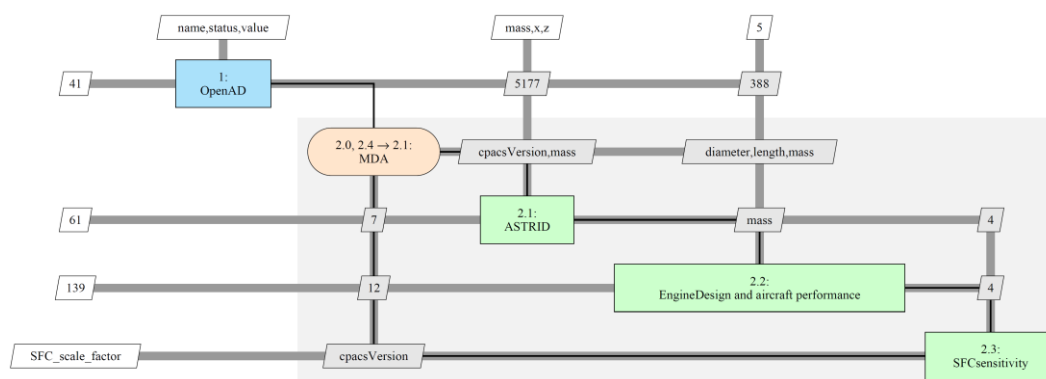 name,status,value
mass,x,z
5
41
1:
OpenAD
5177
388
2.0, 2.4 → 2.1:
MDA
cpacsVersion,mass
diameter,length,mass
61
7
2.1:
ASTRID
mass
4
139
12
2.2:
EngineDesign and aircraft performance
4
SFC_scale_factor
cpacsVersion
2.3:
SFCsensitivity